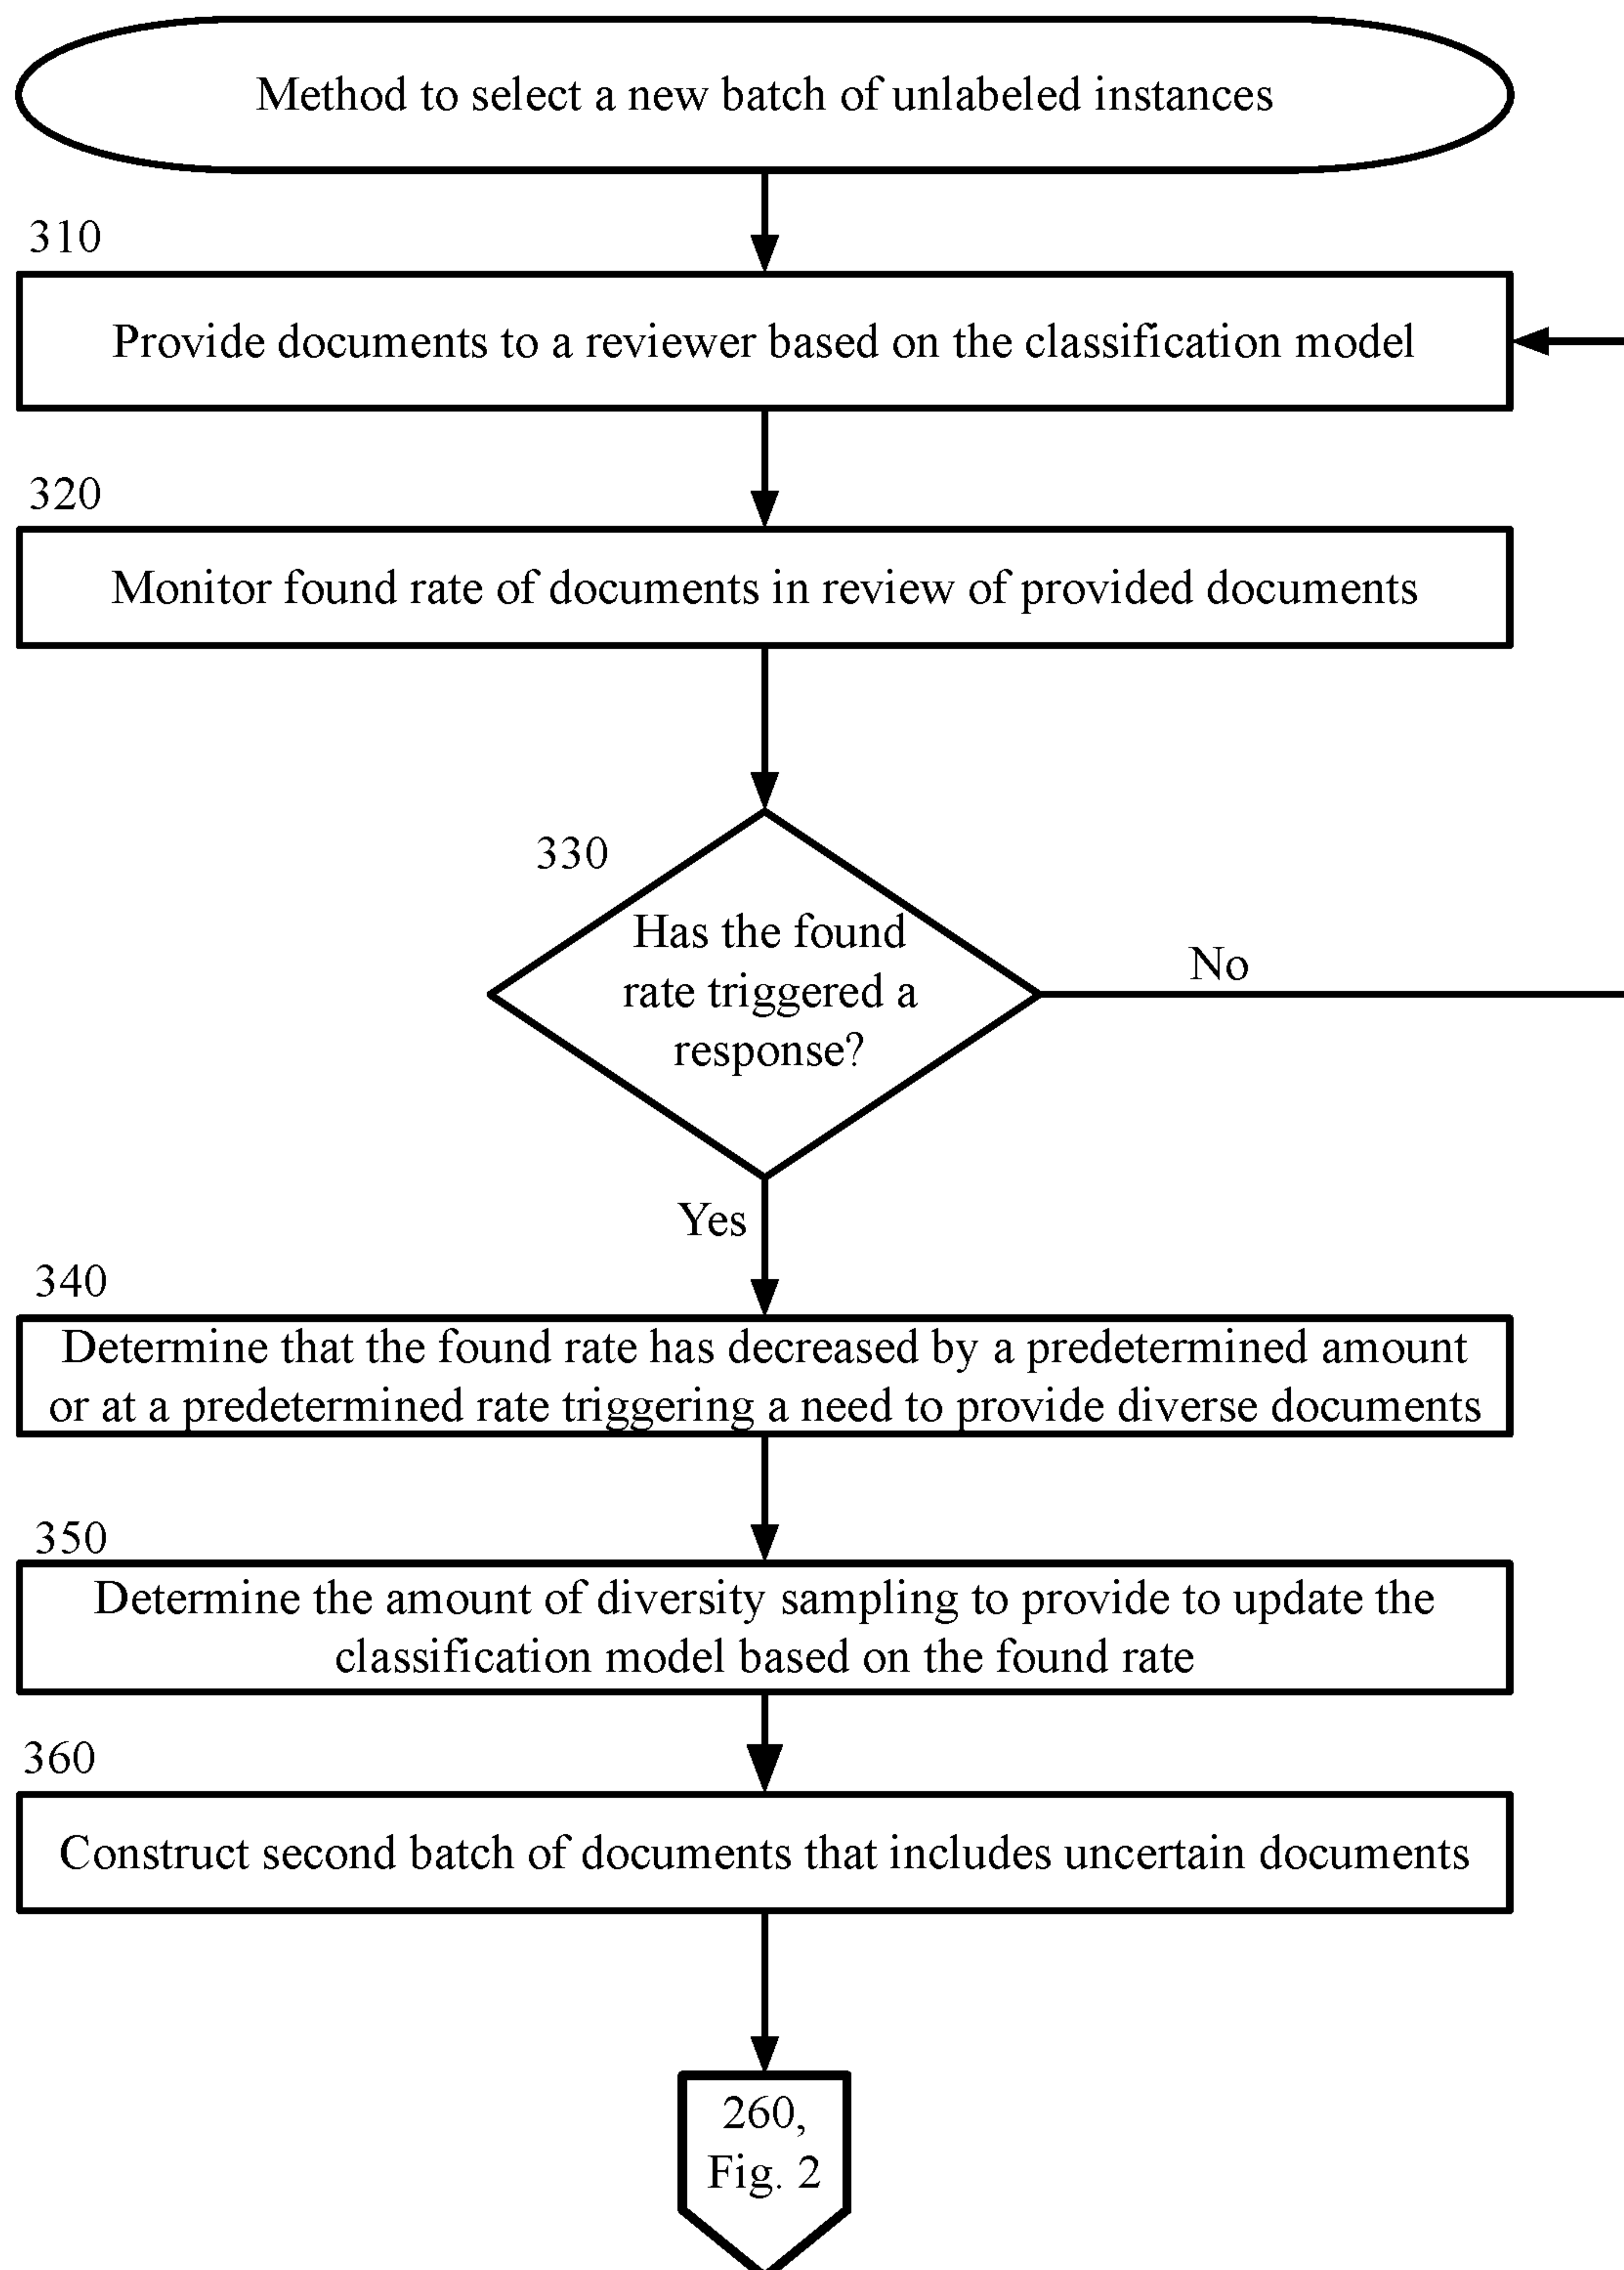 Method to select a new batch of unlabeled instances
310
Provide documents to a reviewer based on the classification model
320
Monitor found rate of documents in review of provided documents
330
Has the found
rate triggered a
response?
No
Yes
340
Determine that the found rate has decreased by a predetermined amount
or at a predetermined rate triggering a need to provide diverse documents
350
Determine the amount of diversity sampling to provide to update the
classification model based on the found rate
360
Construct second batch of documents that includes uncertain documents
260,
Fig. 2